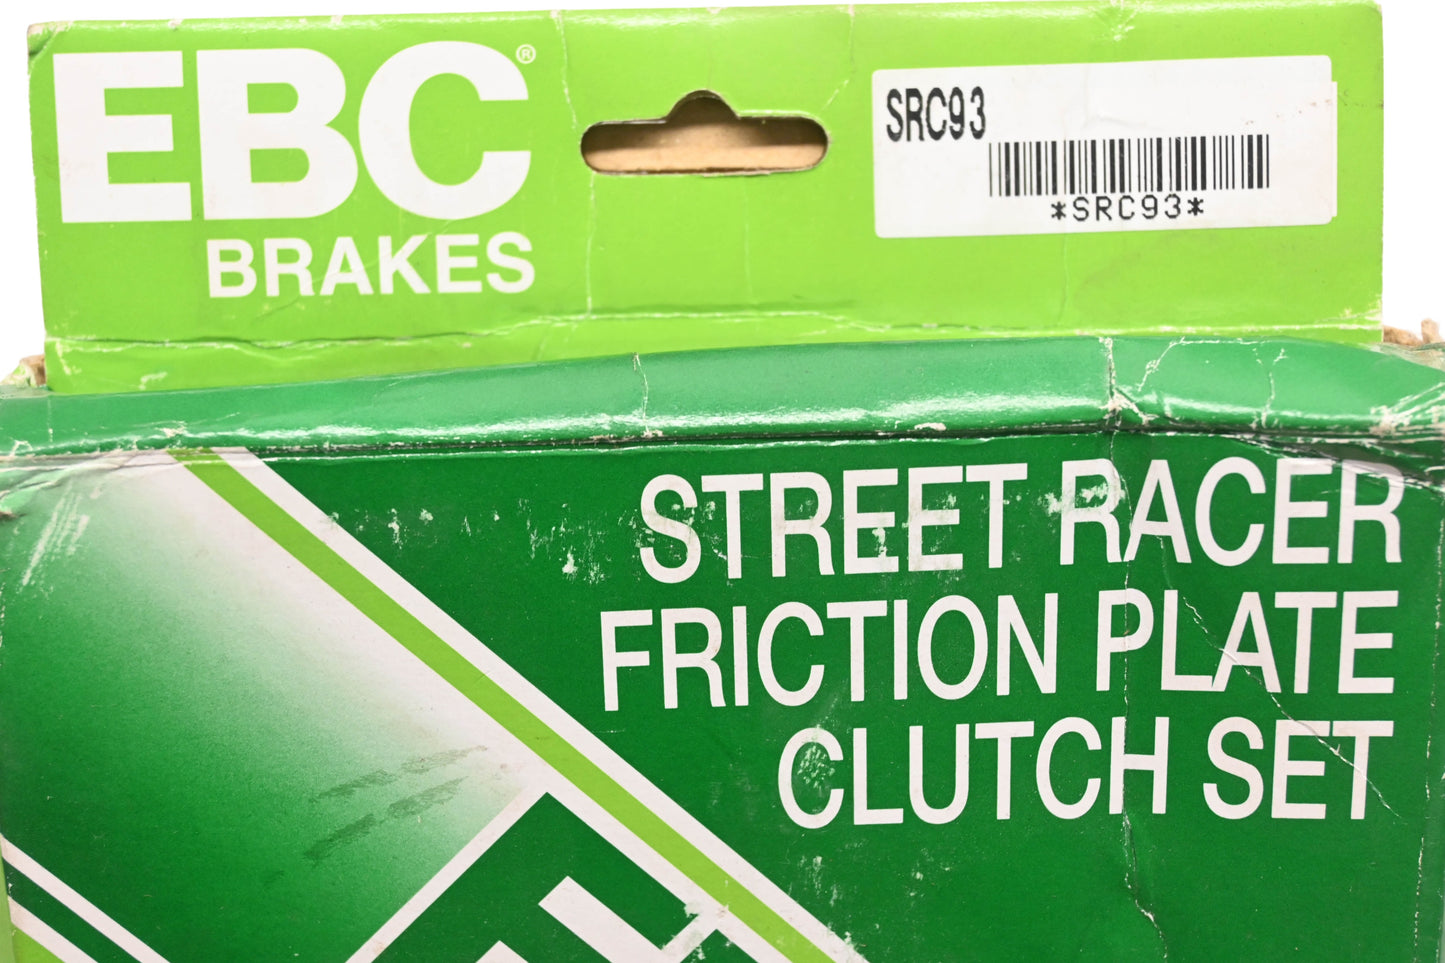 EBC®
BRAKES
SRC93
*SRC93*
STREET RACER
FRICTION PLATE
CLUTCH SET